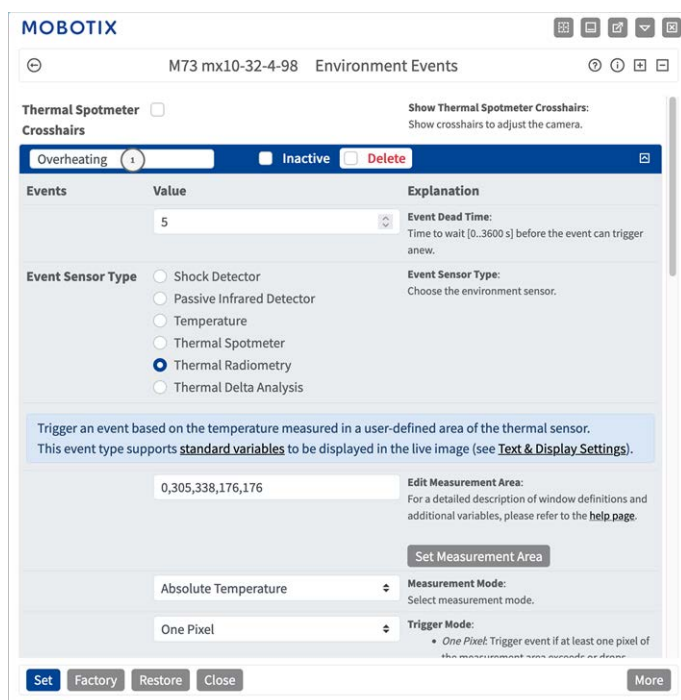 MOBOTIX
M73 mx10-32-4-98 Environment Events
Thermal Spotmeter
Crosshairs
Show Thermal Spotmeter Crosshairs:
Show crosshairs to adjust the camera.
Overheating 1 Inactive Delete
Events Value Explanation
5
Event Dead Time:
Time to wait [0..3600 s] before the event can trigger
anew.
Event Sensor Type
Shock Detector
Passive Infrared Detector
Temperature
Thermal Spotmeter
Thermal Radiometry
Thermal Delta Analysis
Event Sensor Type:
Choose the environment sensor.
Trigger an event based on the temperature measured in a user-defined area of the thermal sensor.
This event type supports standard variables to be displayed in the live image (see Text & Display Settings).
0,305,338,176,176
Edit Measurement Area:
For a detailed description of window definitions and
additional variables, please refer to the help page.
Set Measurement Area
Absolute Temperature
Measurement Mode:
Select measurement mode.
One Pixel
Trigger Mode:
• One Pixel: Trigger event if at least one pixel of
the measurement area exceeds or drops
Set Factory Restore Close More